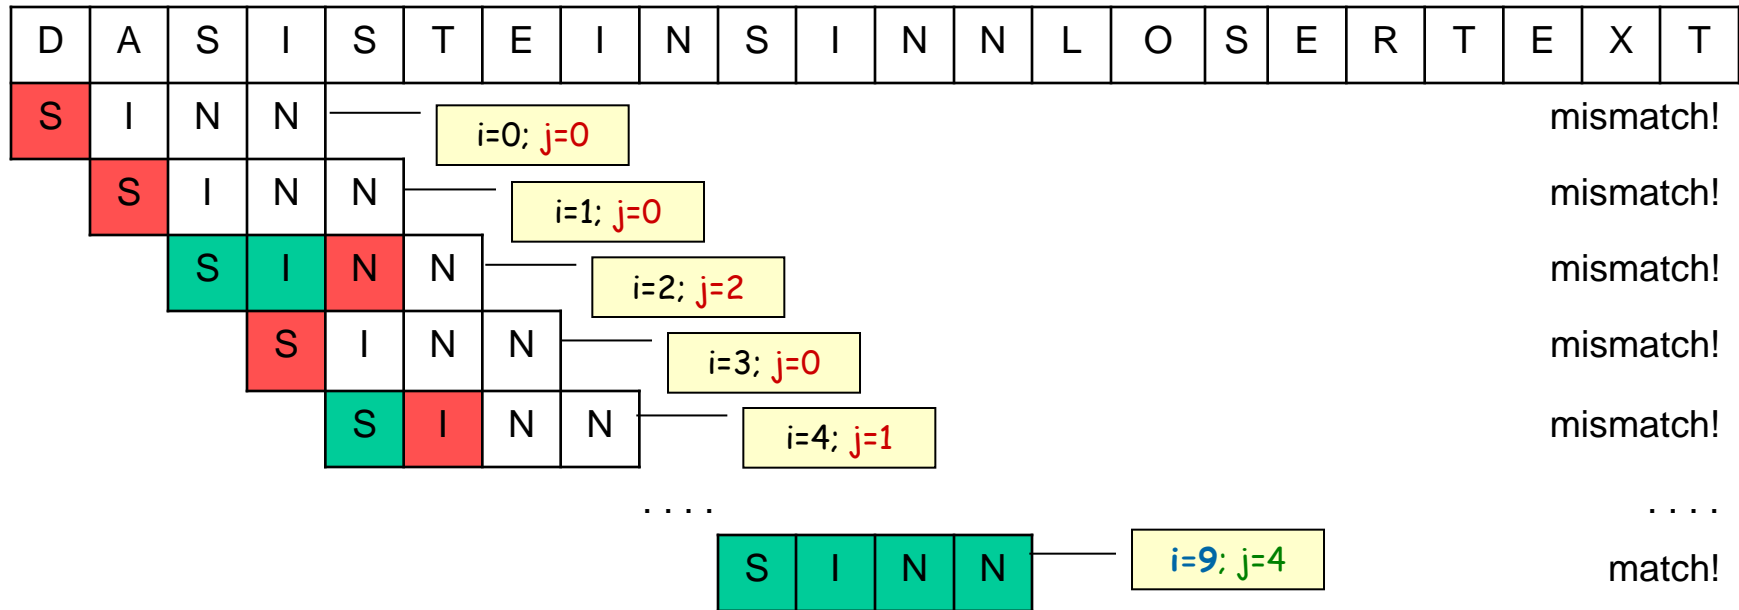 D A S I S T E I N S I N N L O S E R T E X T
S I N N i=0; j=0 mismatch!
S I N N i=1; j=0 mismatch!
S I N N i=2; j=2 mismatch!
S I N N i=3; j=0 mismatch!
S I N N i=4; j=1 mismatch!
. . . . . . . .
S I N N i=9; j=4 match!